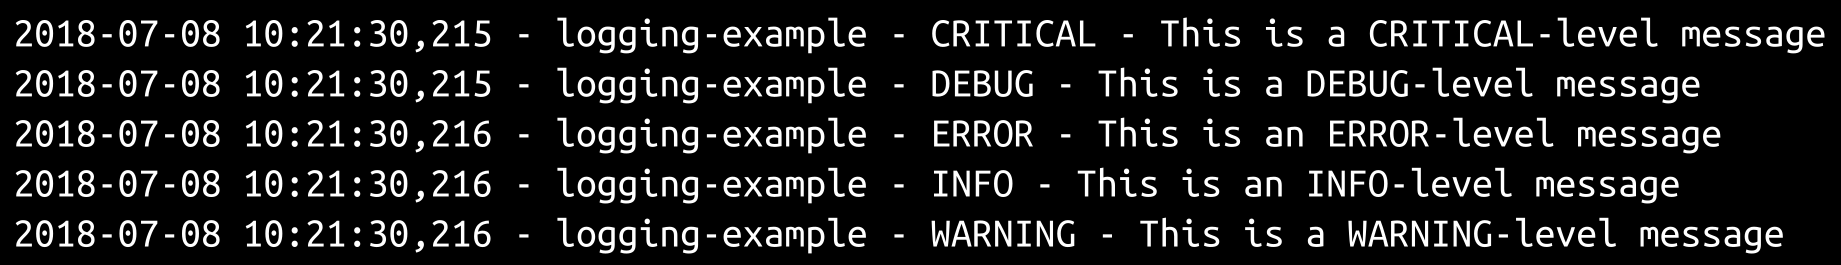 2018-07-08 10:21:30,215 - logging-example - CRITICAL - This is a CRITICAL-level message
2018-07-08 10:21:30,215 - logging-example - DEBUG - This is a DEBUG-level message
2018-07-08 10:21:30,216 - logging-example - ERROR - This is an ERROR-level message
2018-07-08 10:21:30,216 - logging-example - INFO - This is an INFO-level message
2018-07-08 10:21:30,216 - logging-example - WARNING - This is a WARNING-level message